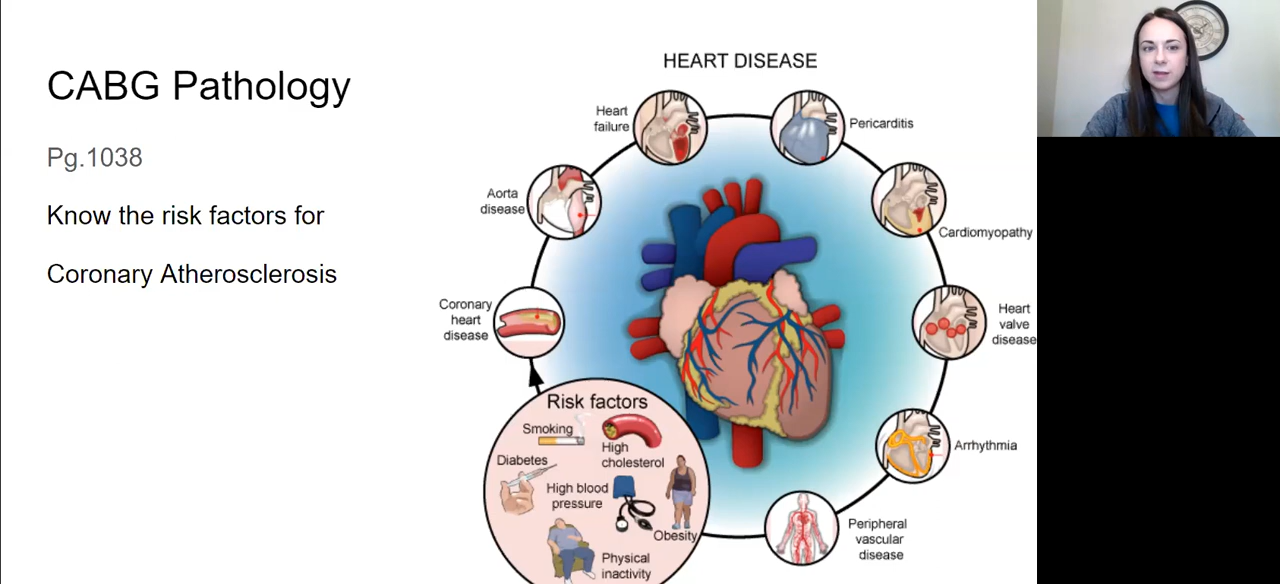 CABG Pathology
Pg.1038
Know the risk factors for
Coronary Atherosclerosis
HEART DISEASE
Heart
failure
Pericarditis
Aorta
disease
Cardiomyopathy
Coronary
heart
disease
Heart
valve
disease
Risk factors
Smoking
High
cholesterol
Diabetes
High blood
pressure
Obesity
Physical
inactivity
Arrhythmia
Peripheral
vascular
disease